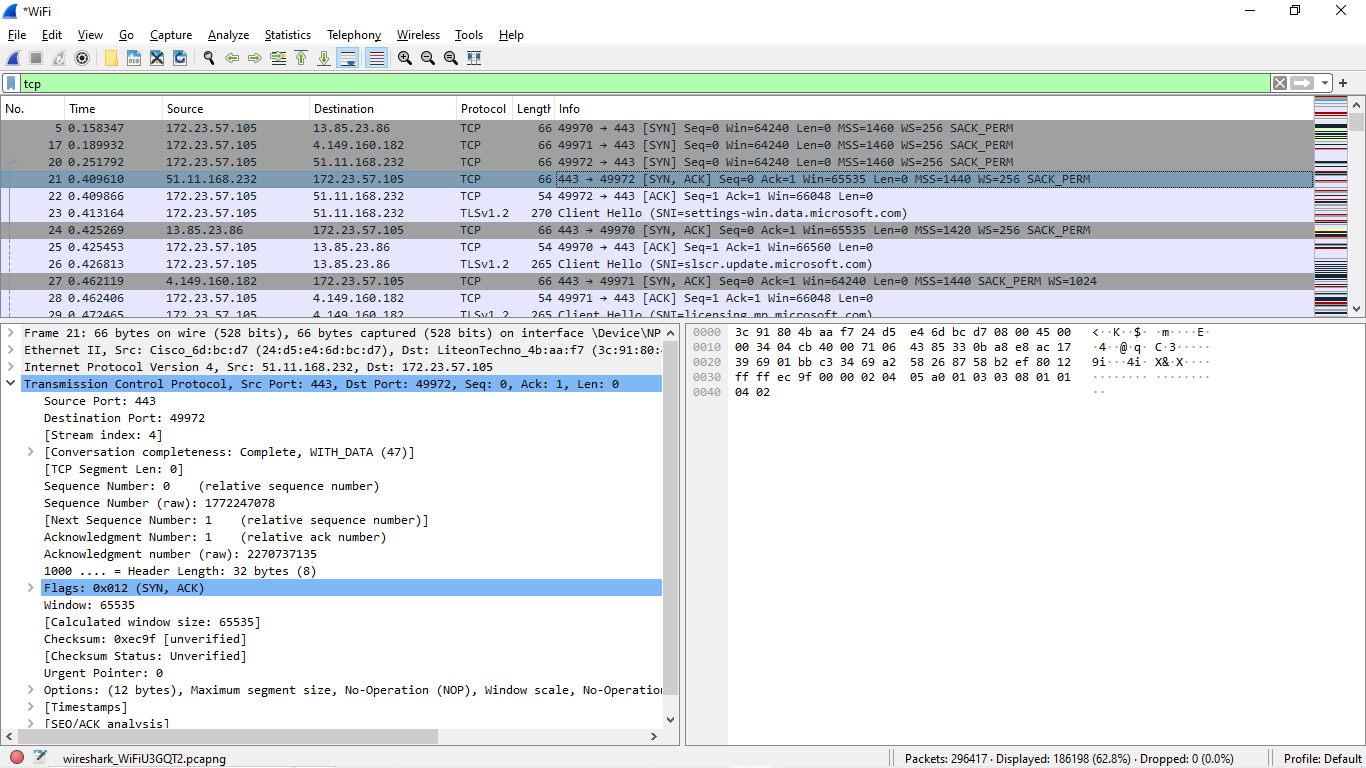 *WiFi
File Edit View Go Capture Analyze Statistics Telephony Wireless Tools Help
tcp
No. Time Source Destination Protocol Length Info
5 0.158347 172.23.57.105 13.85.23.86 TCP 66 49970 → 443 [SYN] Seq=0 Win=64240 Len=0 MSS=1460 WS=256 SACK_PERM
17 0.189932 172.23.57.105 4.149.160.182 TCP 66 49971 → 443 [SYN] Seq=0 Win=64240 Len=0 MSS=1460 WS=256 SACK_PERM
20 0.251792 172.23.57.105 51.11.168.232 TCP 66 49972 → 443 [SYN] Seq=0 Win=64240 Len=0 MSS=1460 WS=256 SACK_PERM
21 0.409610 51.11.168.232 172.23.57.105 TCP 66 443 → 49972 [SYN, ACK] Seq=0 Ack=1 Win=65535 Len=0 MSS=1440 WS=256 SACK_PERM
22 0.409866 172.23.57.105 51.11.168.232 TCP 54 49972 → 443 [ACK] Seq=1 Ack=1 Win=66048 Len=0
23 0.413164 172.23.57.105 51.11.168.232 TLSv1.2 270 Client Hello (SNI=settings-win.data.microsoft.com)
24 0.425269 13.85.23.86 172.23.57.105 TCP 66 443 → 49970 [SYN, ACK] Seq=0 Ack=1 Win=65535 Len=0 MSS=1420 WS=256 SACK_PERM
25 0.425453 172.23.57.105 13.85.23.86 TCP 54 49970 → 443 [ACK] Seq=1 Ack=1 Win=66560 Len=0
26 0.426813 172.23.57.105 13.85.23.86 TLSv1.2 265 Client Hello (SNI=slscr.update.microsoft.com)
27 0.462119 4.149.160.182 172.23.57.105 TCP 66 443 → 49971 [SYN, ACK] Seq=0 Ack=1 Win=64240 Len=0 MSS=1440 SACK_PERM WS=1024
28 0.462406 172.23.57.105 4.149.160.182 TCP 54 49971 → 443 [ACK] Seq=1 Ack=1 Win=66048 Len=0
29 0.472465 172.23.57.105 4.149.160.182 TLSv1.2 265 Client Hello (SNI=licensing.mp.microsoft.com)
Frame 21: 66 bytes on wire (528 bits), 66 bytes captured (528 bits) on interface \Device\NP
Ethernet II, Src: Cisco_6d:bc:d7 (24:d5:e4:6d:bc:d7), Dst: LiteonTechno_4b:aa:f7 (3c:91:80:
Internet Protocol Version 4, Src: 51.11.168.232, Dst: 172.23.57.105
Transmission Control Protocol, Src Port: 443, Dst Port: 49972, Seq: 0, Ack: 1, Len: 0
Source Port: 443
Destination Port: 49972
[Stream index: 4]
[Conversation completeness: Complete, WITH_DATA (47)]
[TCP Segment Len: 0]
Sequence Number: 0 (relative sequence number)
Sequence Number (raw): 1772247078
[Next Sequence Number: 1 (relative sequence number)]
Acknowledgment Number: 1 (relative ack number)
Acknowledgment number (raw): 2270737135
1000 .... = Header Length: 32 bytes (8)
Flags: 0x012 (SYN, ACK)
Window: 65535
[Calculated window size: 65535]
Checksum: 0xec9f [unverified]
[Checksum Status: Unverified]
Urgent Pointer: 0
Options: (12 bytes), Maximum segment size, No-Operation (NOP), Window scale, No-Operatio
[Timestamps]
[SEQ/ACK analysis]
0000 3c 91 80 4b aa f7 24 d5 e4 6d bc d7 08 00 45 00 <··K··$· ·m····E·
0010 00 34 04 cb 40 00 71 06 43 85 33 0b a8 e8 ac 17 ·4··@·q· C·3·····
0020 39 69 01 bb c3 34 69 a2 58 26 87 58 b2 ef 80 12 9i···4i· X&·X····
0030 ff ff ec 9f 00 00 02 04 05 a0 01 03 03 08 01 01 ········ ········
0040 04 02 ··
wireshark_WiFiU3GQT2.pcapng
Packets: 296417 · Displayed: 186198 (62.8%) · Dropped: 0 (0.0%)
Profile: Default